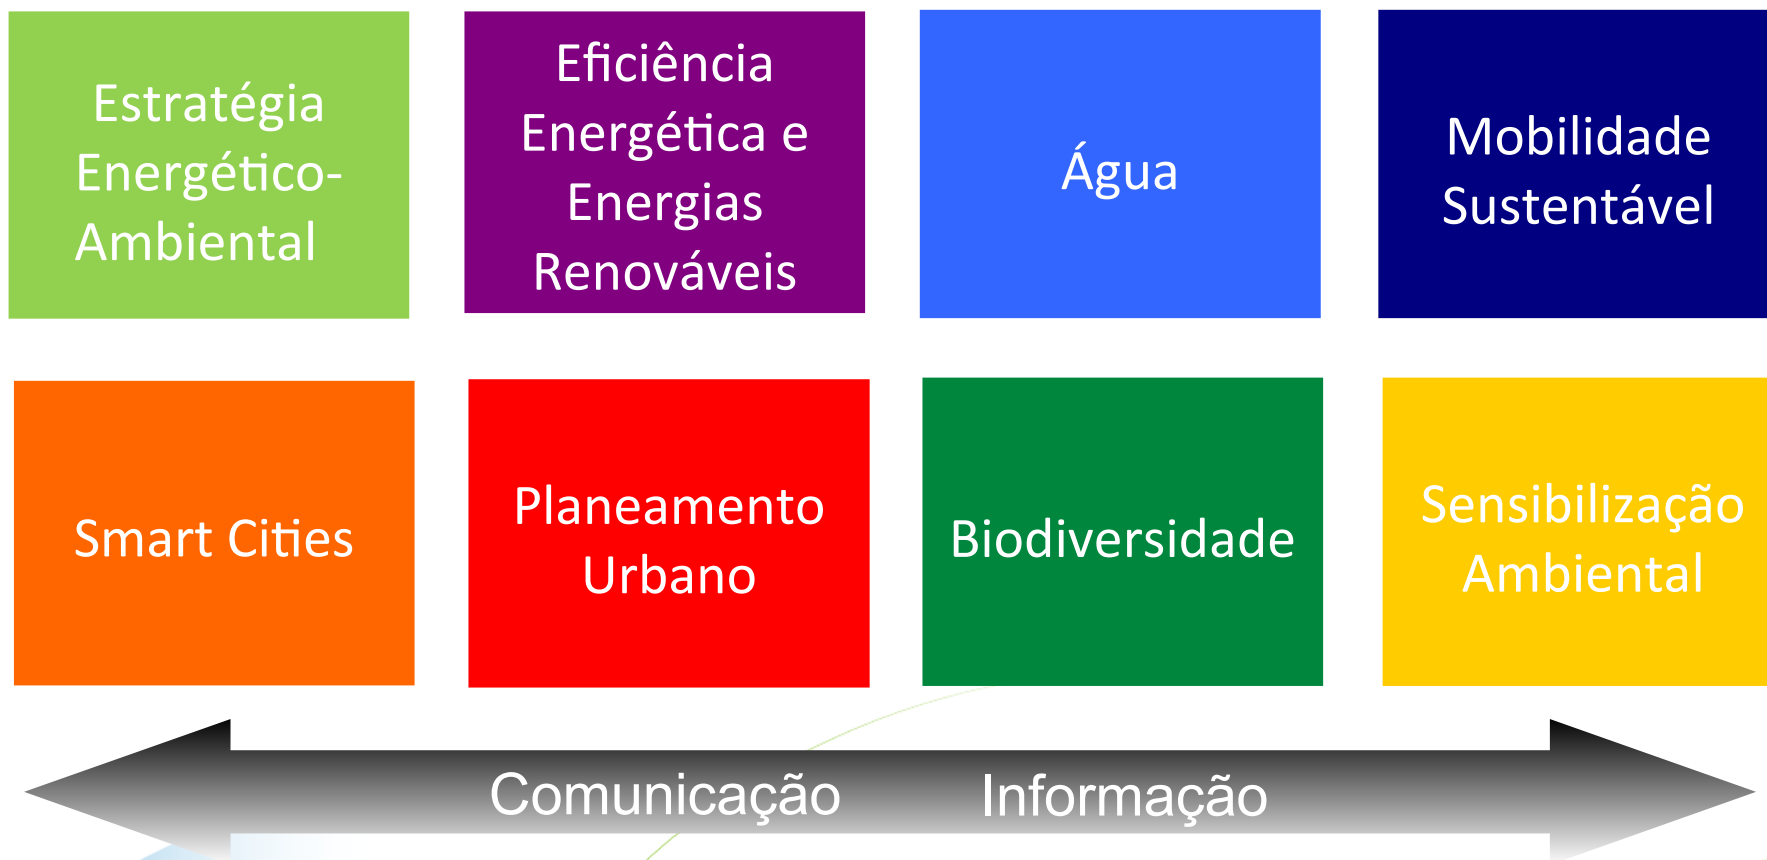 Estratégia
Energético-
Ambiental
Eficiência
Energética e
Energias
Renováveis
Água
Mobilidade
Sustentável
Smart Cities
Planeamento
Urbano
Biodiversidade
Sensibilização
Ambiental
Comunicação Informação